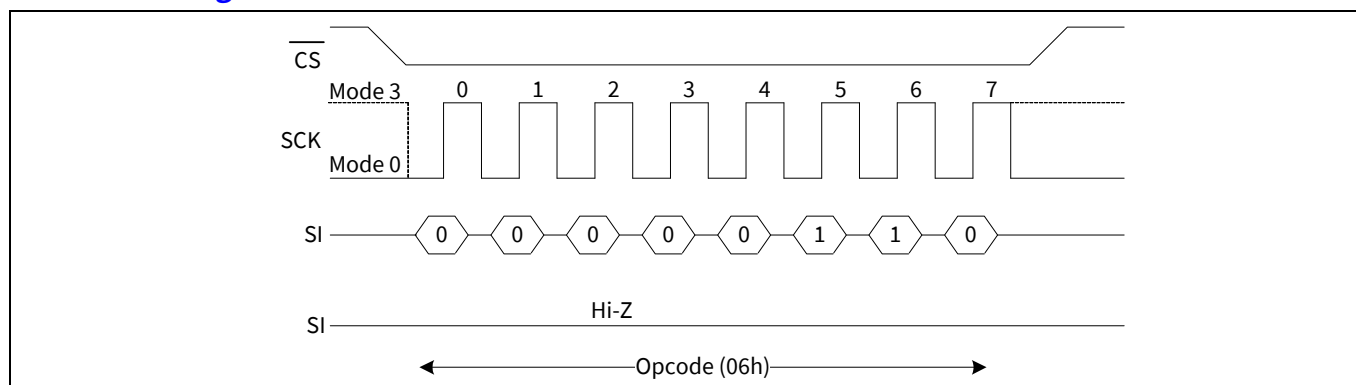 CS
Mode 3 0 1 2 3 4 5 6 7
SCK
Mode 0
SI 0 0 0 0 0 1 1 0
Hi-Z
SI
Opcode (06h)